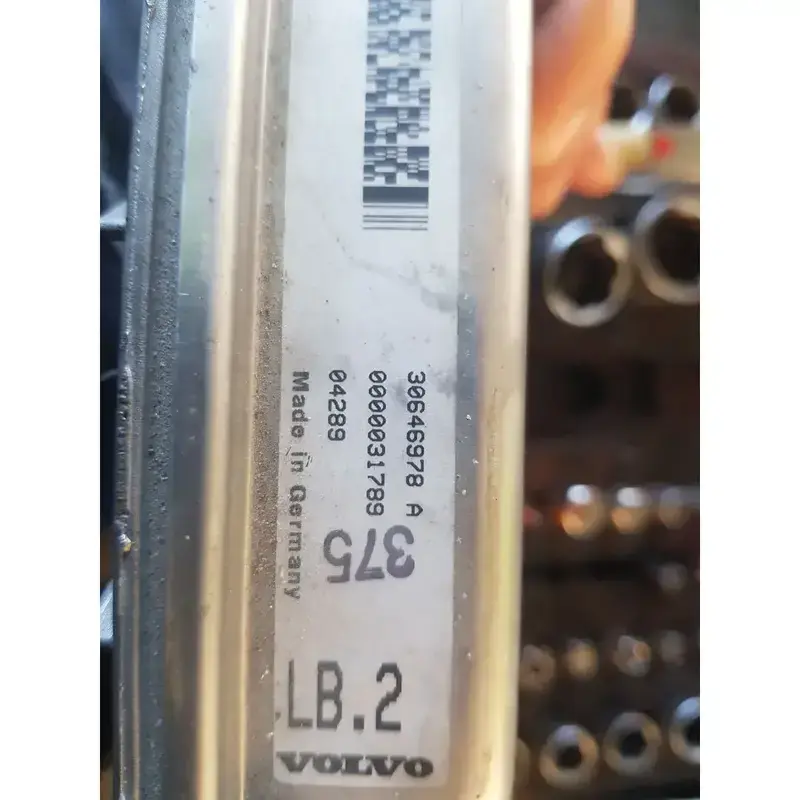 30646978 A
0000031789
04289
Made in Germany
375
LB.2
VOLVO